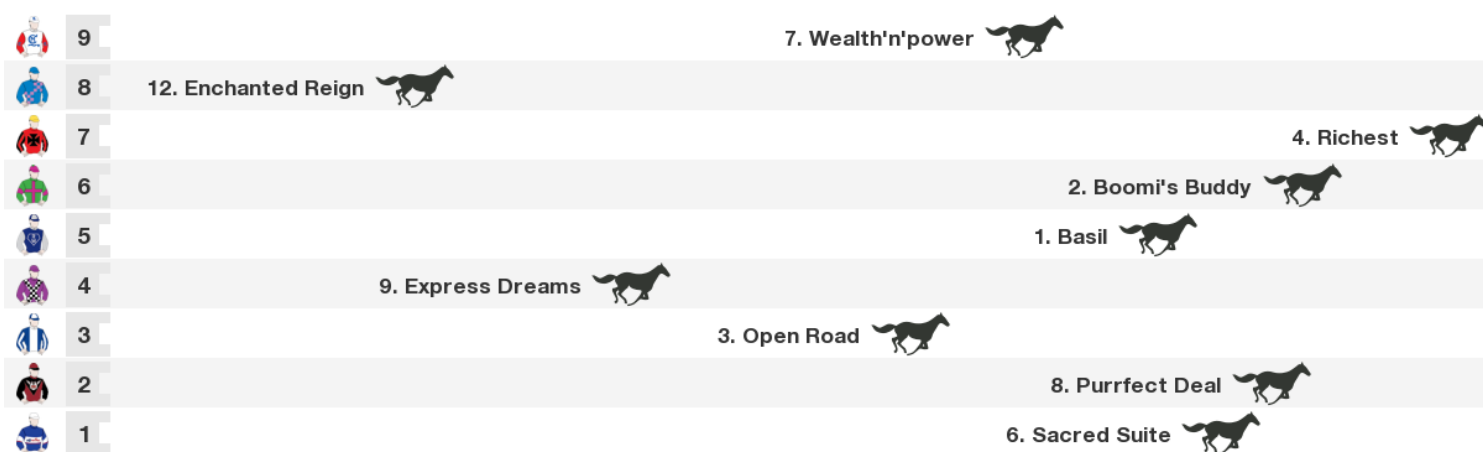 9 7. Wealth'n'power
8 12. Enchanted Reign
7 4. Richest
6 2. Boomi's Buddy
5 1. Basil
4 9. Express Dreams
3 3. Open Road
2 8. Purrfect Deal
1 6. Sacred Suite